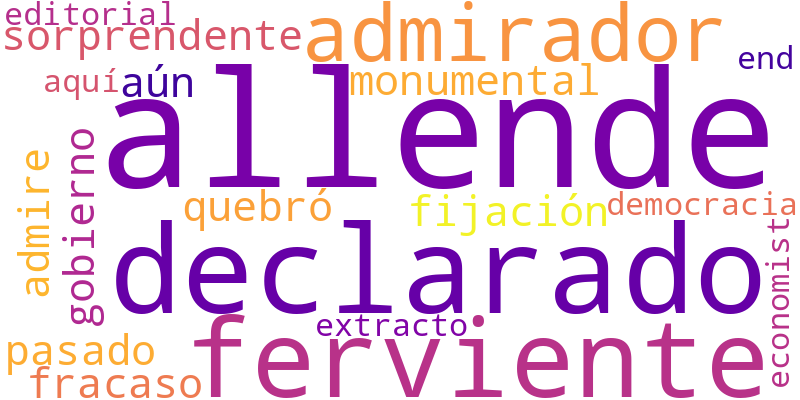 editorial
sorprendente
admirador
end
aquí
aún
monumental
allende
admire
gobierno
quebró
fijación
democracia
declarado
economist
extracto
ferviente
pasado
fracaso